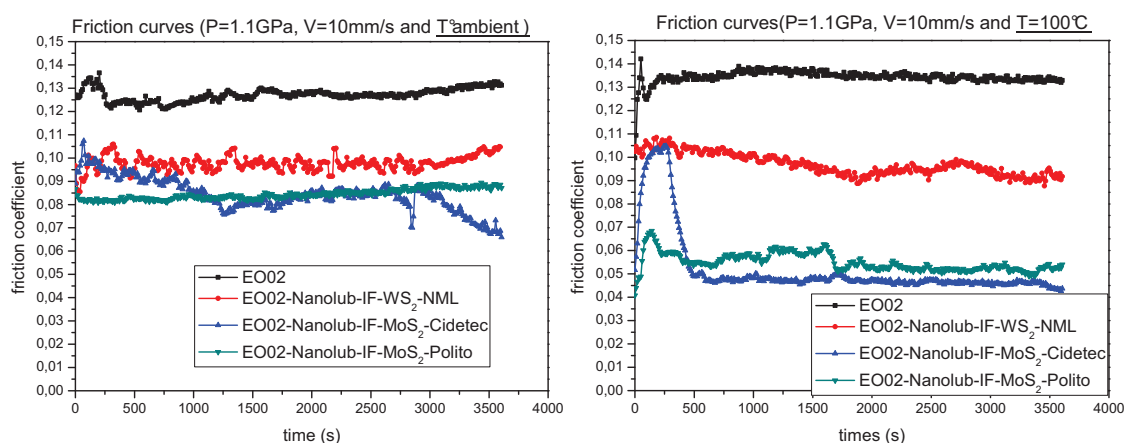 Friction curves (P=1.1GPa, V=10mm/s and T°ambient )
0,15
0,14
0,13
0,12
0,11
0,10
0,09
0,08
0,07
0,06
0,05
0,04
0,03
0,02
0,01
0,00
friction coefficient
EO02
EO02-Nanolub-IF-WS₂-NML
EO02-Nanolub-IF-MoS₂-Cidetec
EO02-Nanolub-IF-MoS₂-Polito
0 500 1000 1500 2000 2500 3000 3500 4000
time (s)
Friction curves(P=1.1GPa, V=10mm/s and T=100°C
0,15
0,14
0,13
0,12
0,11
0,10
0,09
0,08
0,07
0,06
0,05
0,04
0,03
0,02
0,01
0,00
friction coefficient
EO02
EO02-Nanolub-IF-WS₂-NML
EO02-Nanolub-IF-MoS₂-Cidetec
EO02-Nanolub-IF-MoS₂-Polito
0 500 1000 1500 2000 2500 3000 3500 4000
times (s)